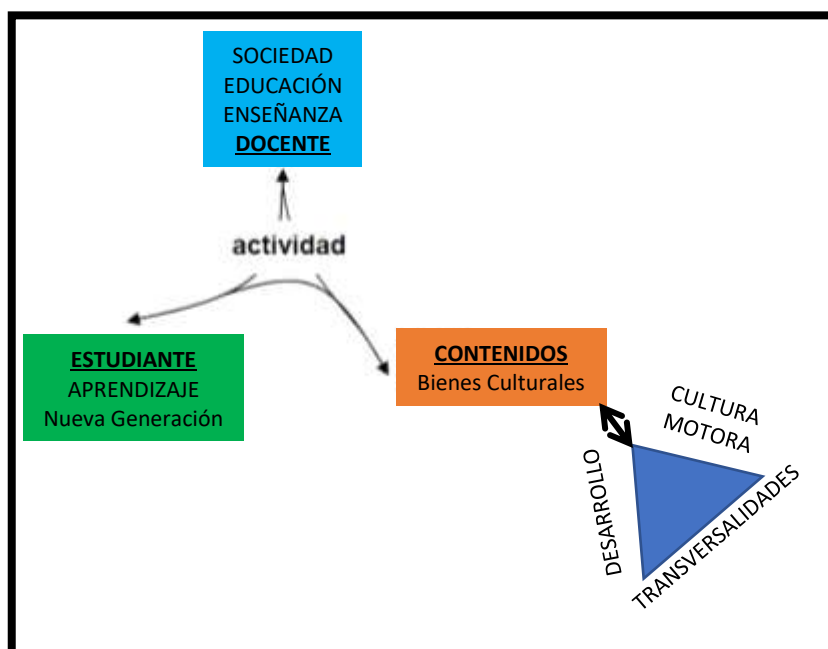 SOCIEDAD
EDUCACIÓN
ENSEÑANZA
DOCENTE
actividad
ESTUDIANTE
APRENDIZAJE
Nueva Generación
CONTENIDOS
Bienes Culturales
CULTURA
MOTORA
DESARROLLO
TRANSVERSALIDADES